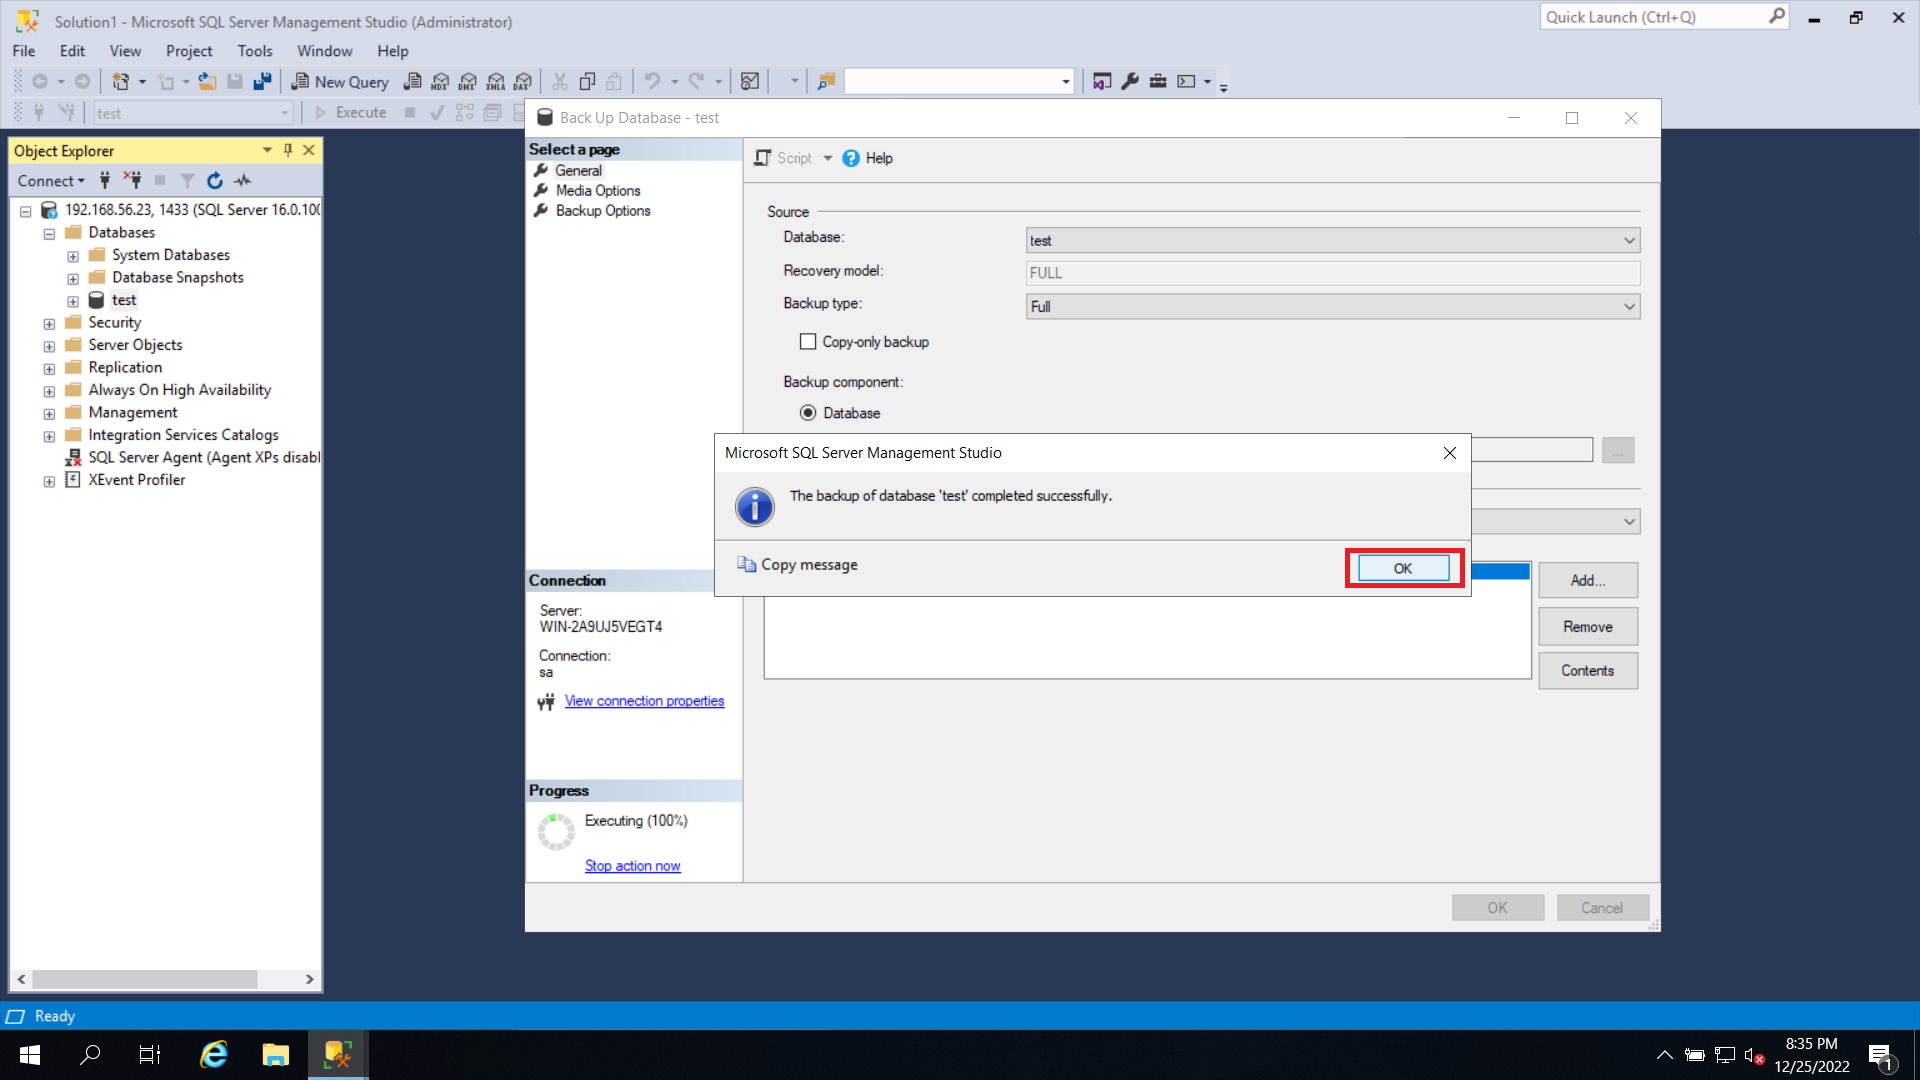 Solution1 - Microsoft SQL Server Management Studio (Administrator)
Quick Launch (Ctrl+Q)
File Edit View Project Tools Window Help
New Query
MDX DMX XMLA DAX
test
Execute
Object Explorer
Connect
192.168.56.23, 1433 (SQL Server 16.0.100
Databases
System Databases
Database Snapshots
test
Security
Server Objects
Replication
Always On High Availability
Management
Integration Services Catalogs
SQL Server Agent (Agent XPs disabl
XEvent Profiler
Back Up Database - test
Select a page
General
Media Options
Backup Options
Script
Help
Source
Database:
test
Recovery model:
FULL
Backup type:
Full
Copy-only backup
Backup component:
Database
...
Microsoft SQL Server Management Studio
The backup of database 'test' completed successfully.
Copy message
OK
Add...
Remove
Contents
Connection
Server:
WIN-2A9UJ5VEGT4
Connection:
sa
View connection properties
Progress
Executing (100%)
Stop action now
OK
Cancel
Ready
8:35 PM
12/25/2022
1